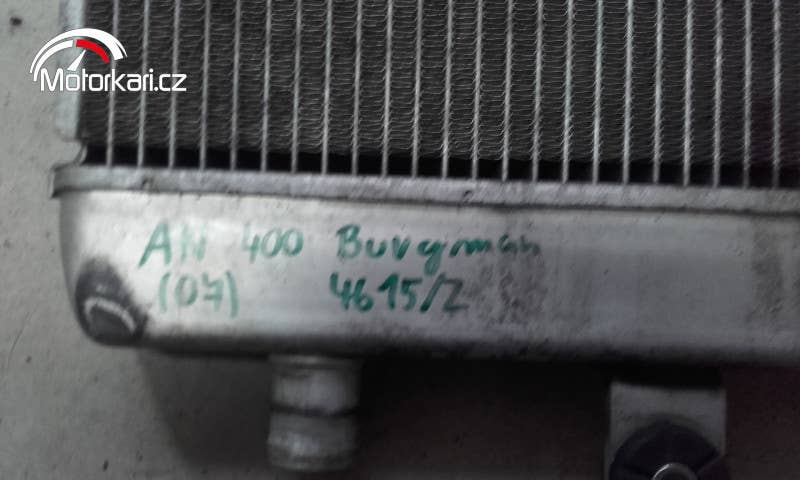 Motorkari.cz
AN 400 Burgman
(07) 4615/2